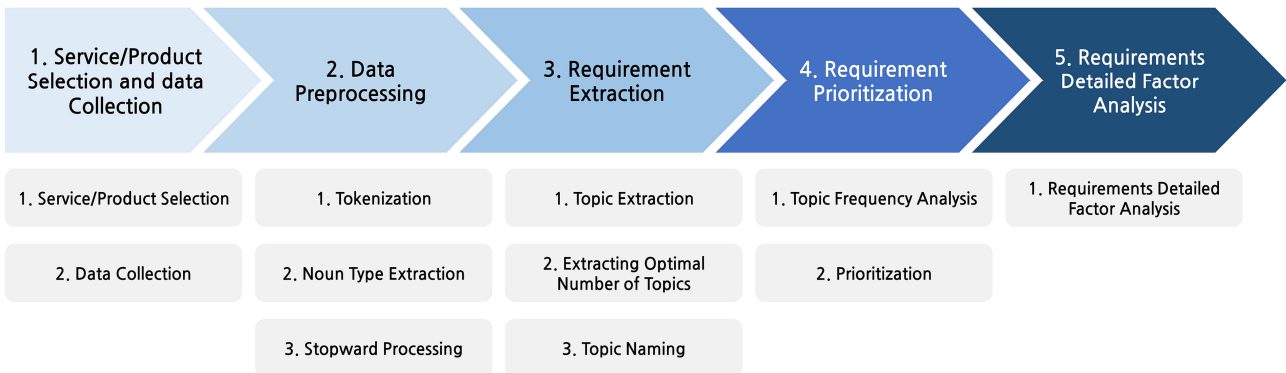 1. Service/Product
Selection and data
Collection
2. Data
Preprocessing
3. Requirement
Extraction
4. Requirement
Prioritization
5. Requirements
Detailed Factor
Analysis
1. Service/Product Selection
2. Data Collection
1. Tokenization
2. Noun Type Extraction
3. Stopward Processing
1. Topic Extraction
2. Extracting Optimal
Number of Topics
3. Topic Naming
1. Topic Frequency Analysis
2. Prioritization
1. Requirements Detailed
Factor Analysis